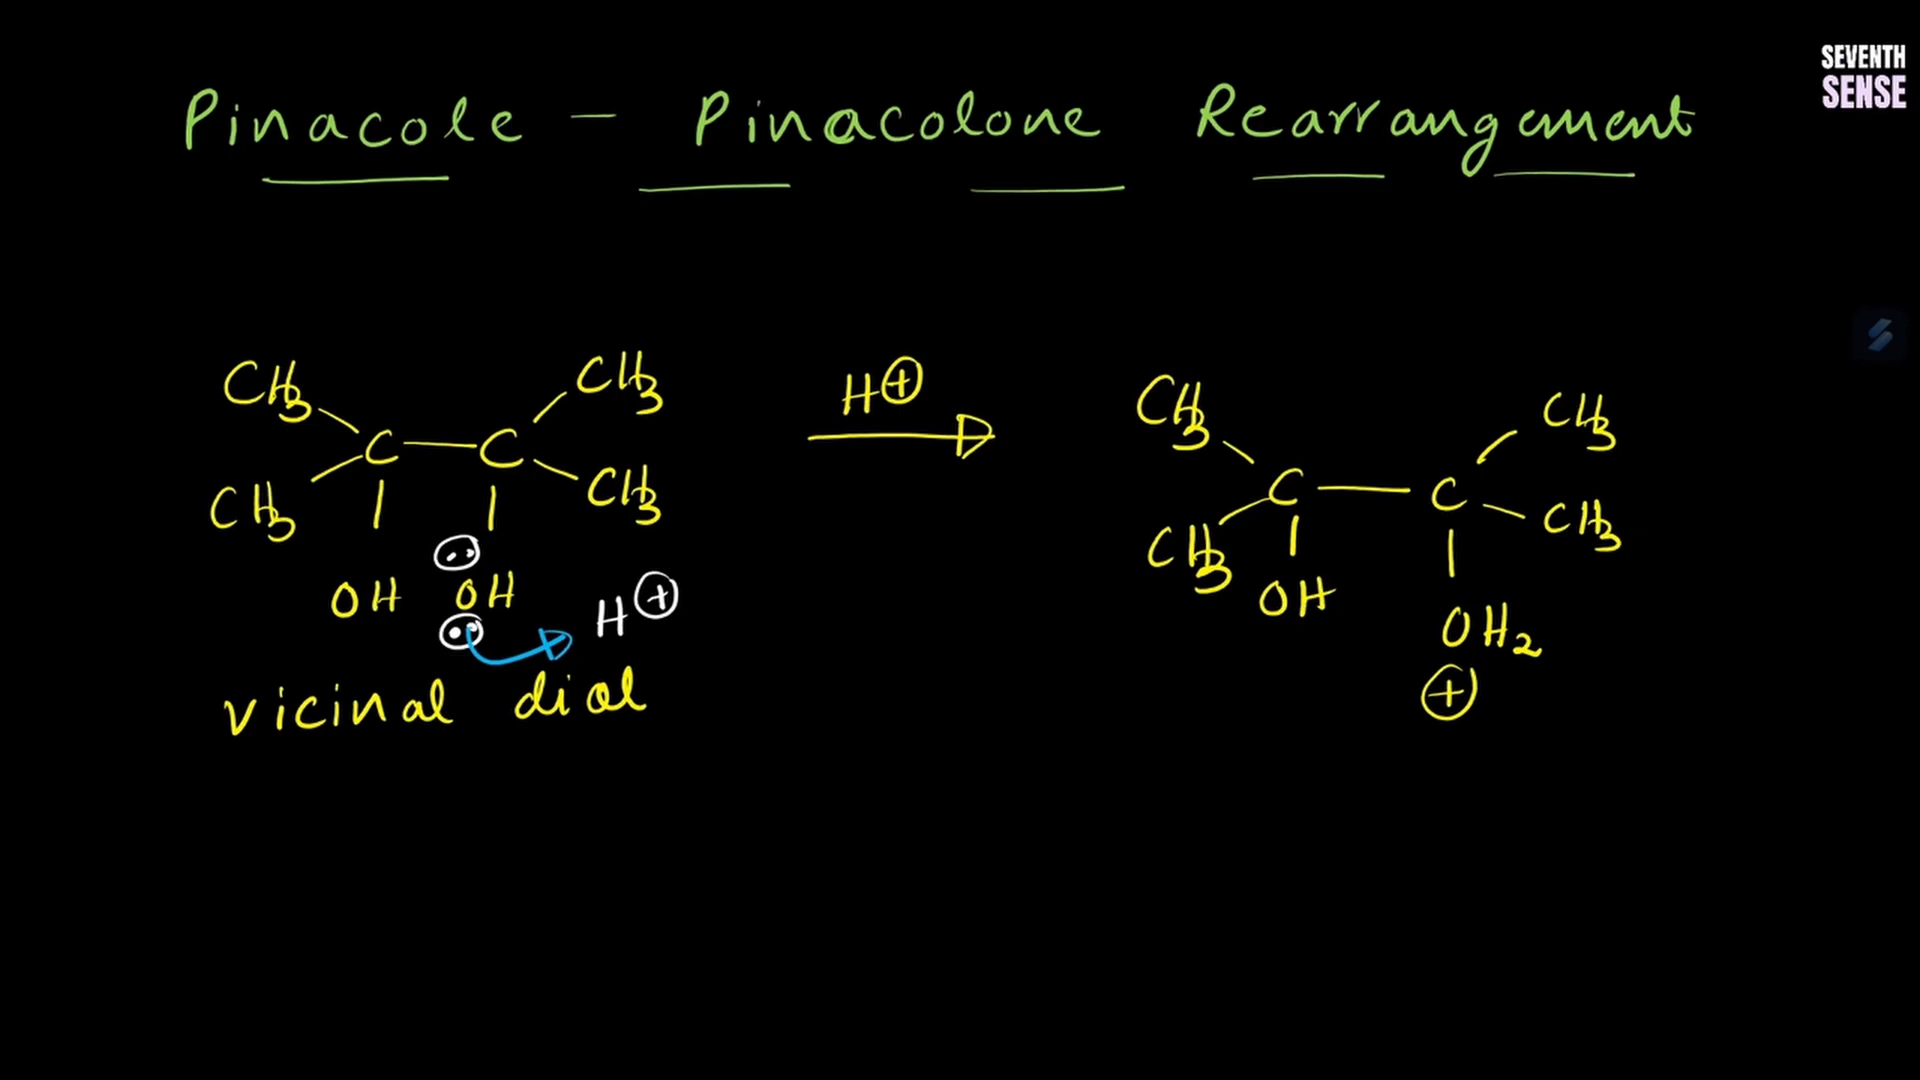 SEVENTH
SENSE
Pinacole - Pinacolone Rearrangement
CH3 CH3 H⊕ CH3 CH3
C — C C — C
CH3 CH3 CH3 CH3
OH OH H⊕ OH OH2
⊕
vicinal diol